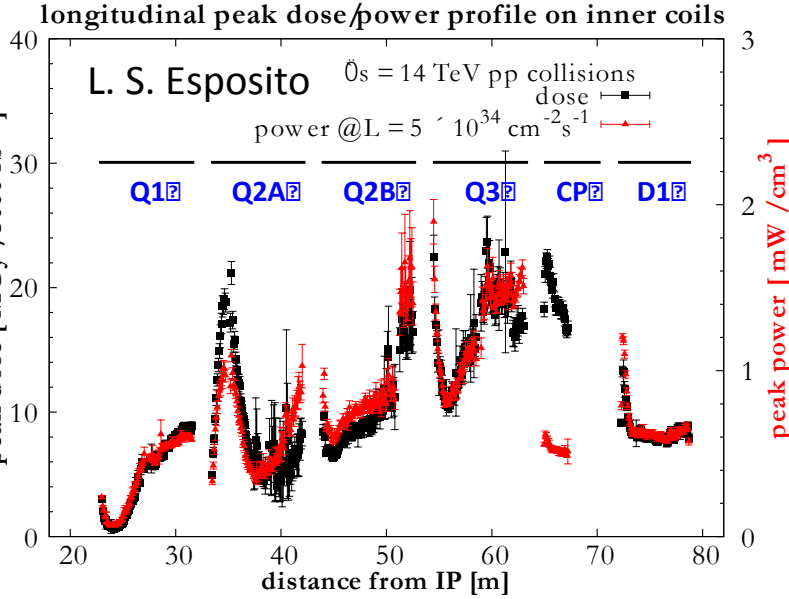 longitudinal peak dose/power profile on inner coils
L. S. Esposito
Ös = 14 TeV pp collisions
dose
power @L = 5 ´ 10^34 cm^-2s^-1
Q1⍰ Q2A⍰ Q2B⍰ Q3⍰ CP⍰ D1⍰
40
30
20
10
0
3
2
1
0
peak power [ mW /cm^3 ]
20 30 40 50 60 70 80
distance from IP [m]